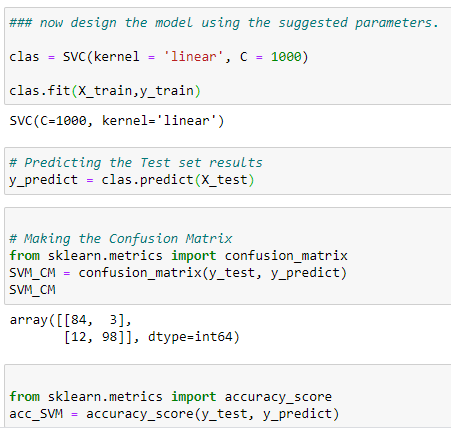 ### now design the model using the suggested parameters.
clas = SVC(kernel = 'linear', C = 1000)
clas.fit(X_train,y_train)
SVC(C=1000, kernel='linear')
# Predicting the Test set results
y_predict = clas.predict(X_test)
# Making the Confusion Matrix
from sklearn.metrics import confusion_matrix
SVM_CM = confusion_matrix(y_test, y_predict)
SVM_CM
array([[84,  3],
       [12, 98]], dtype=int64)
from sklearn.metrics import accuracy_score
acc_SVM = accuracy_score(y_test, y_predict)